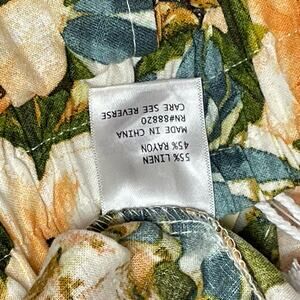 55% LINEN
45% RAYON
MADE IN CHINA
RN#88820
CARE SEE REVERSE